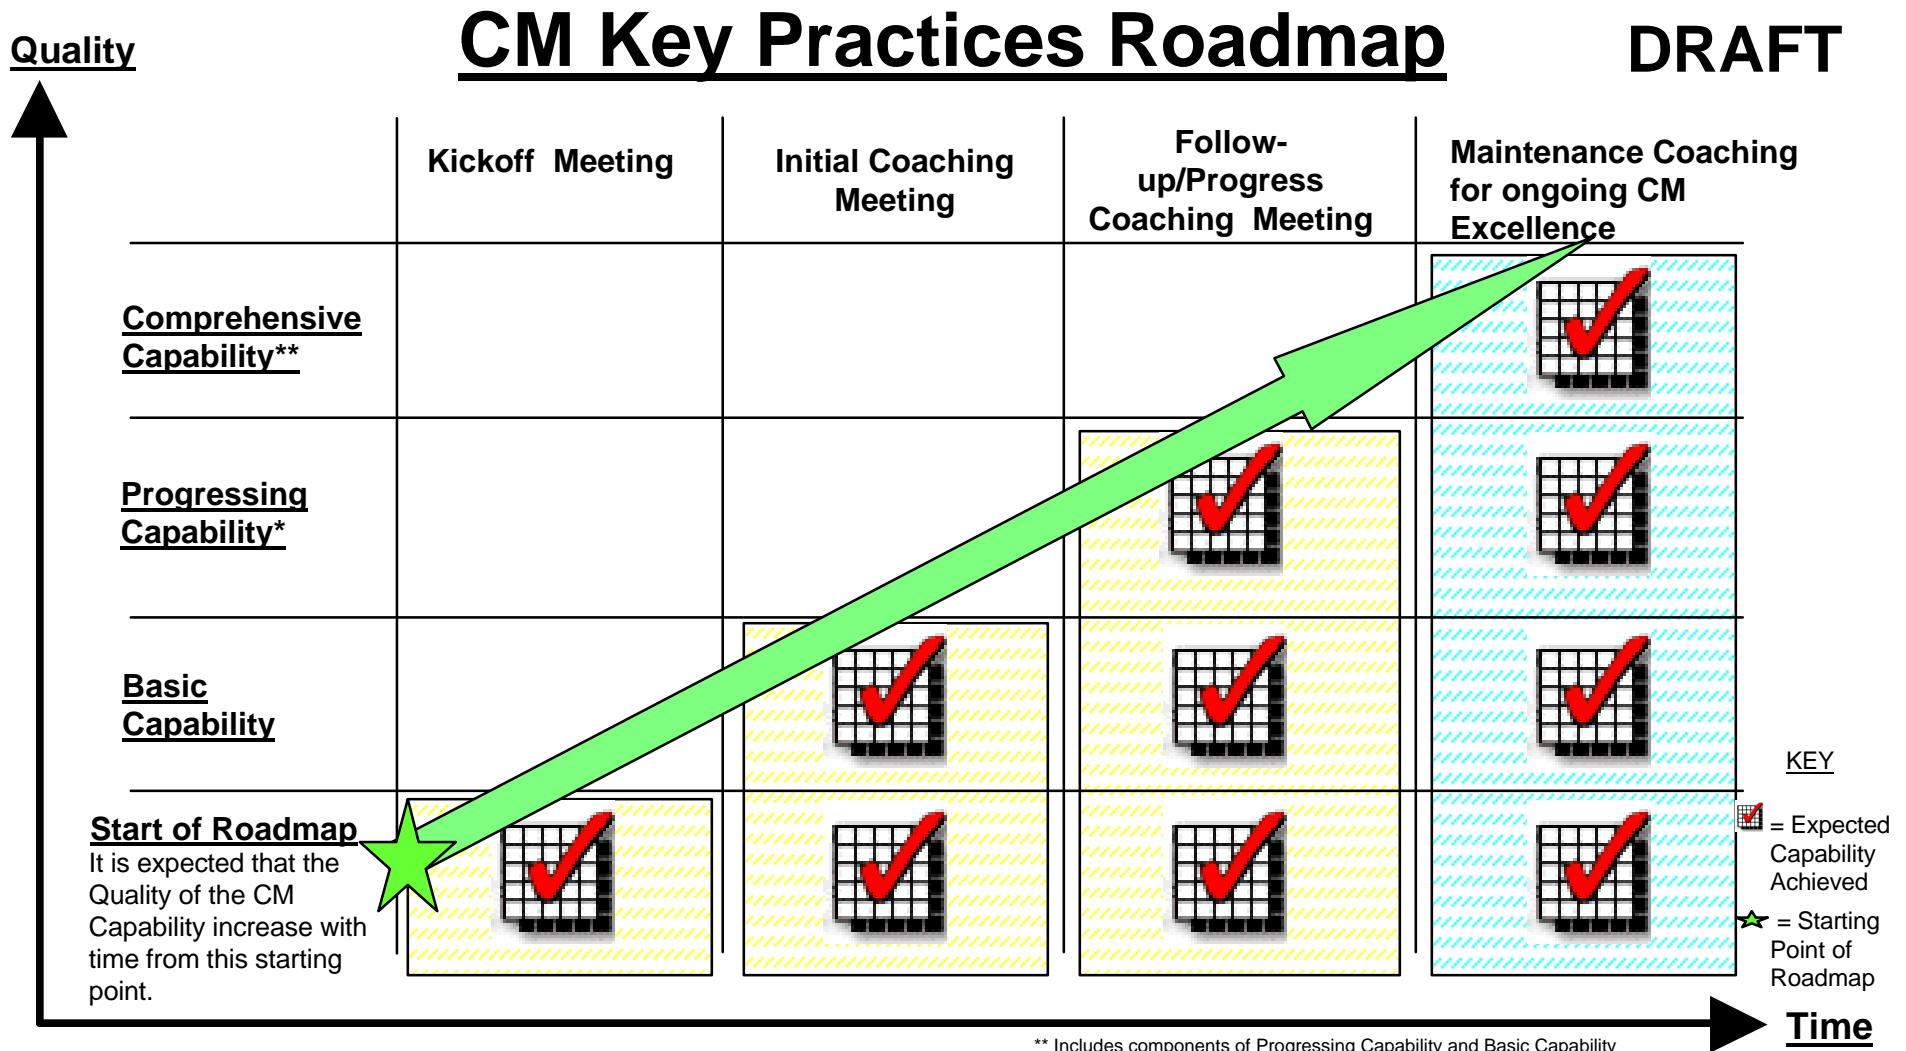 Quality
CM Key Practices Roadmap
DRAFT
Kickoff Meeting
Initial Coaching
Meeting
Follow-
up/Progress
Coaching Meeting
Maintenance Coaching
for ongoing CM
Excellence
Comprehensive
Capability**
Progressing
Capability*
Basic
Capability
Start of Roadmap
It is expected that the
Quality of the CM
Capability increase with
time from this starting
point.
KEY
= Expected
Capability
Achieved
= Starting
Point of
Roadmap
Time
** Includes components of Progressing Capability and Basic Capability